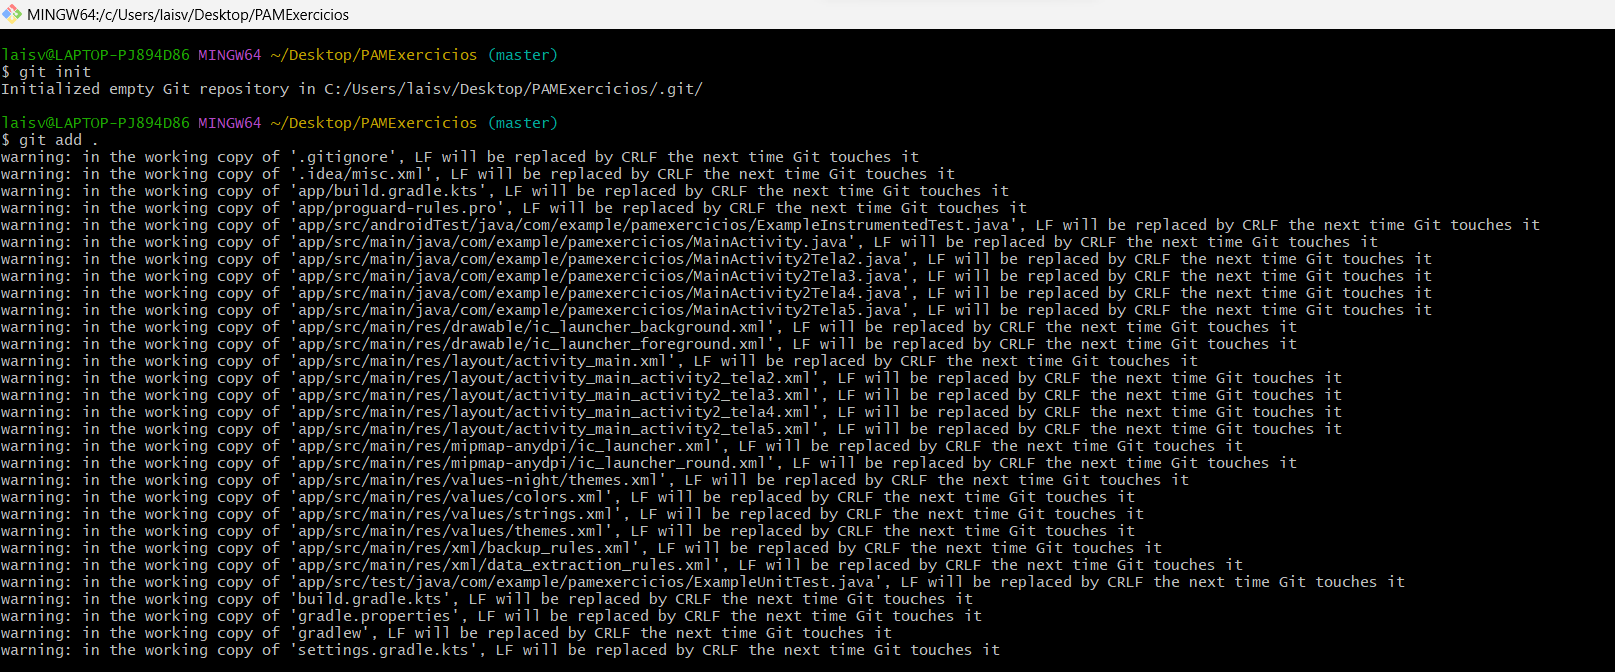 MINGW64:/c/Users/laisv/Desktop/PAMExercicios
laisv@LAPTOP-PJ894D86 MINGW64 ~/Desktop/PAMExercicios (master)
$ git init
Initialized empty Git repository in C:/Users/laisv/Desktop/PAMExercicios/.git/
laisv@LAPTOP-PJ894D86 MINGW64 ~/Desktop/PAMExercicios (master)
$ git add .
warning: in the working copy of '.gitignore', LF will be replaced by CRLF the next time Git touches it
warning: in the working copy of '.idea/misc.xml', LF will be replaced by CRLF the next time Git touches it
warning: in the working copy of 'app/build.gradle.kts', LF will be replaced by CRLF the next time Git touches it
warning: in the working copy of 'app/proguard-rules.pro', LF will be replaced by CRLF the next time Git touches it
warning: in the working copy of 'app/src/androidTest/java/com/example/pamexercicios/ExampleInstrumentedTest.java', LF will be replaced by CRLF the next time Git touches it
warning: in the working copy of 'app/src/main/java/com/example/pamexercicios/MainActivity.java', LF will be replaced by CRLF the next time Git touches it
warning: in the working copy of 'app/src/main/java/com/example/pamexercicios/MainActivity2Tela2.java', LF will be replaced by CRLF the next time Git touches it
warning: in the working copy of 'app/src/main/java/com/example/pamexercicios/MainActivity2Tela3.java', LF will be replaced by CRLF the next time Git touches it
warning: in the working copy of 'app/src/main/java/com/example/pamexercicios/MainActivity2Tela4.java', LF will be replaced by CRLF the next time Git touches it
warning: in the working copy of 'app/src/main/java/com/example/pamexercicios/MainActivity2Tela5.java', LF will be replaced by CRLF the next time Git touches it
warning: in the working copy of 'app/src/main/res/drawable/ic_launcher_background.xml', LF will be replaced by CRLF the next time Git touches it
warning: in the working copy of 'app/src/main/res/drawable/ic_launcher_foreground.xml', LF will be replaced by CRLF the next time Git touches it
warning: in the working copy of 'app/src/main/res/layout/activity_main.xml', LF will be replaced by CRLF the next time Git touches it
warning: in the working copy of 'app/src/main/res/layout/activity_main_activity2_tela2.xml', LF will be replaced by CRLF the next time Git touches it
warning: in the working copy of 'app/src/main/res/layout/activity_main_activity2_tela3.xml', LF will be replaced by CRLF the next time Git touches it
warning: in the working copy of 'app/src/main/res/layout/activity_main_activity2_tela4.xml', LF will be replaced by CRLF the next time Git touches it
warning: in the working copy of 'app/src/main/res/layout/activity_main_activity2_tela5.xml', LF will be replaced by CRLF the next time Git touches it
warning: in the working copy of 'app/src/main/res/mipmap-anydpi/ic_launcher.xml', LF will be replaced by CRLF the next time Git touches it
warning: in the working copy of 'app/src/main/res/mipmap-anydpi/ic_launcher_round.xml', LF will be replaced by CRLF the next time Git touches it
warning: in the working copy of 'app/src/main/res/values-night/themes.xml', LF will be replaced by CRLF the next time Git touches it
warning: in the working copy of 'app/src/main/res/values/colors.xml', LF will be replaced by CRLF the next time Git touches it
warning: in the working copy of 'app/src/main/res/values/strings.xml', LF will be replaced by CRLF the next time Git touches it
warning: in the working copy of 'app/src/main/res/values/themes.xml', LF will be replaced by CRLF the next time Git touches it
warning: in the working copy of 'app/src/main/res/xml/backup_rules.xml', LF will be replaced by CRLF the next time Git touches it
warning: in the working copy of 'app/src/main/res/xml/data_extraction_rules.xml', LF will be replaced by CRLF the next time Git touches it
warning: in the working copy of 'app/src/test/java/com/example/pamexercicios/ExampleUnitTest.java', LF will be replaced by CRLF the next time Git touches it
warning: in the working copy of 'build.gradle.kts', LF will be replaced by CRLF the next time Git touches it
warning: in the working copy of 'gradle.properties', LF will be replaced by CRLF the next time Git touches it
warning: in the working copy of 'gradlew', LF will be replaced by CRLF the next time Git touches it
warning: in the working copy of 'settings.gradle.kts', LF will be replaced by CRLF the next time Git touches it